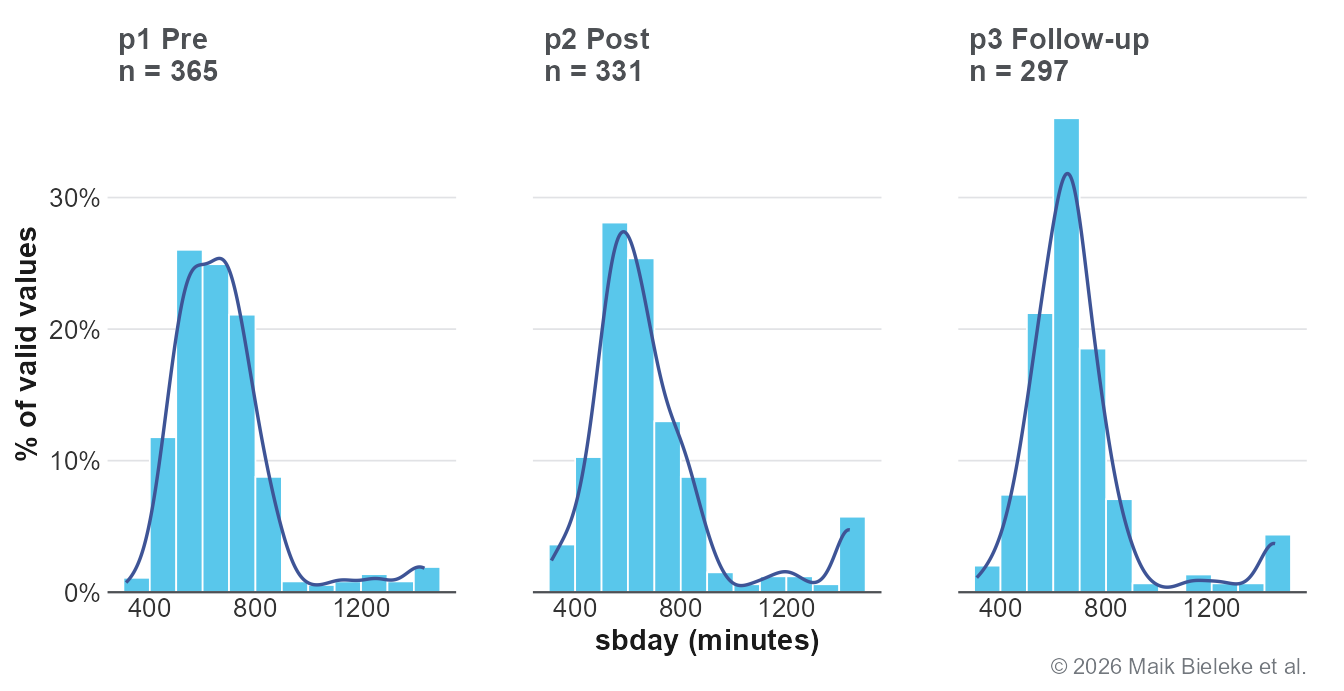 p1 Pre
n = 365
p2 Post
n = 331
p3 Follow-up
n = 297
% of valid values
30%
20%
10%
0%
400 800 1200
400 800 1200
400 800 1200
sbday (minutes)
© 2026 Maik Bieleke et al.